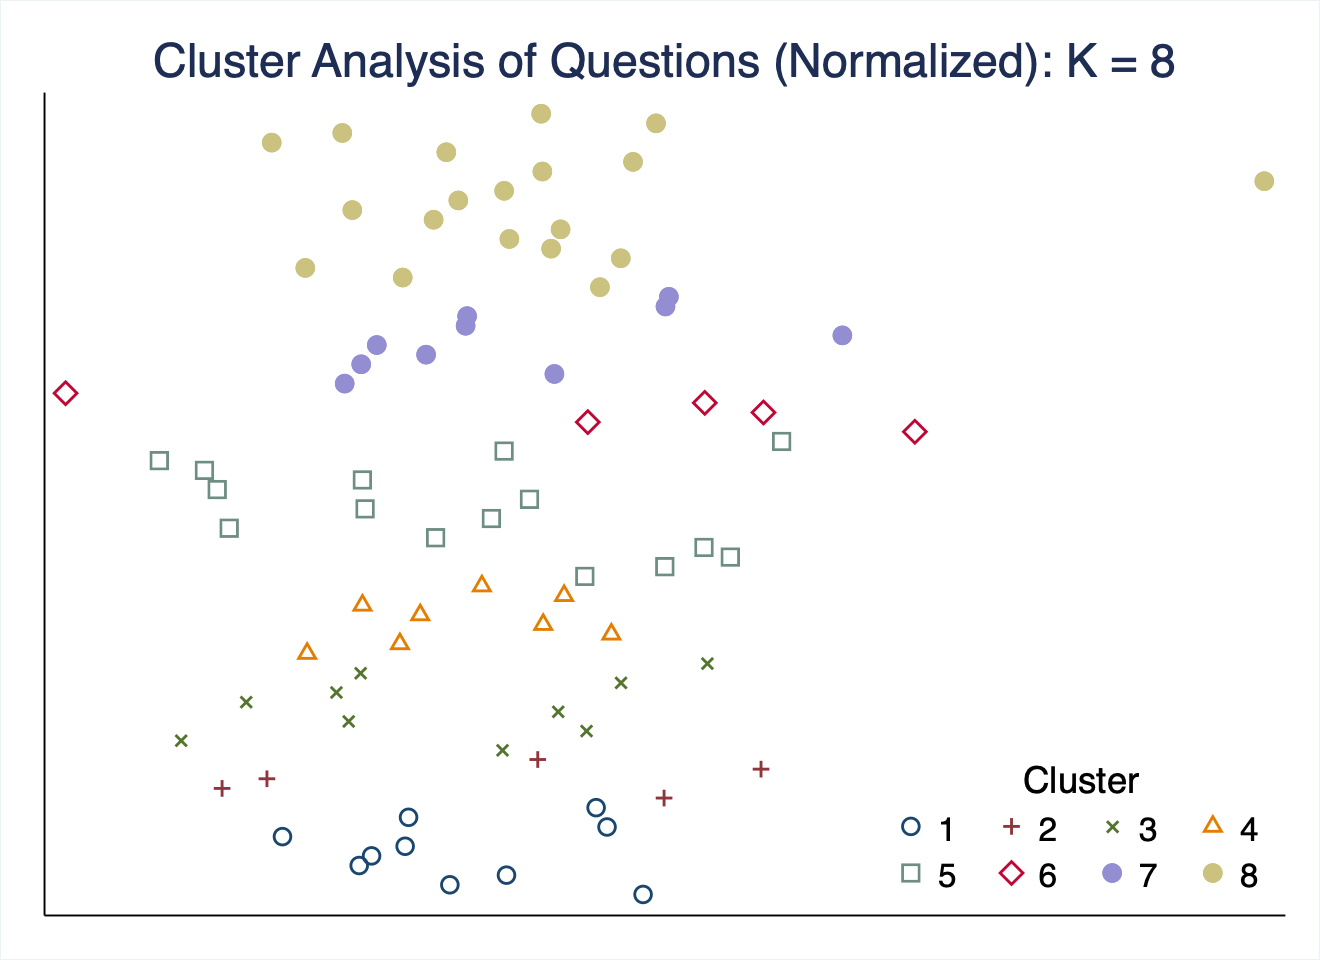 Cluster Analysis of Questions (Normalized): K = 8
Cluster
1 2 3 4
5 6 7 8